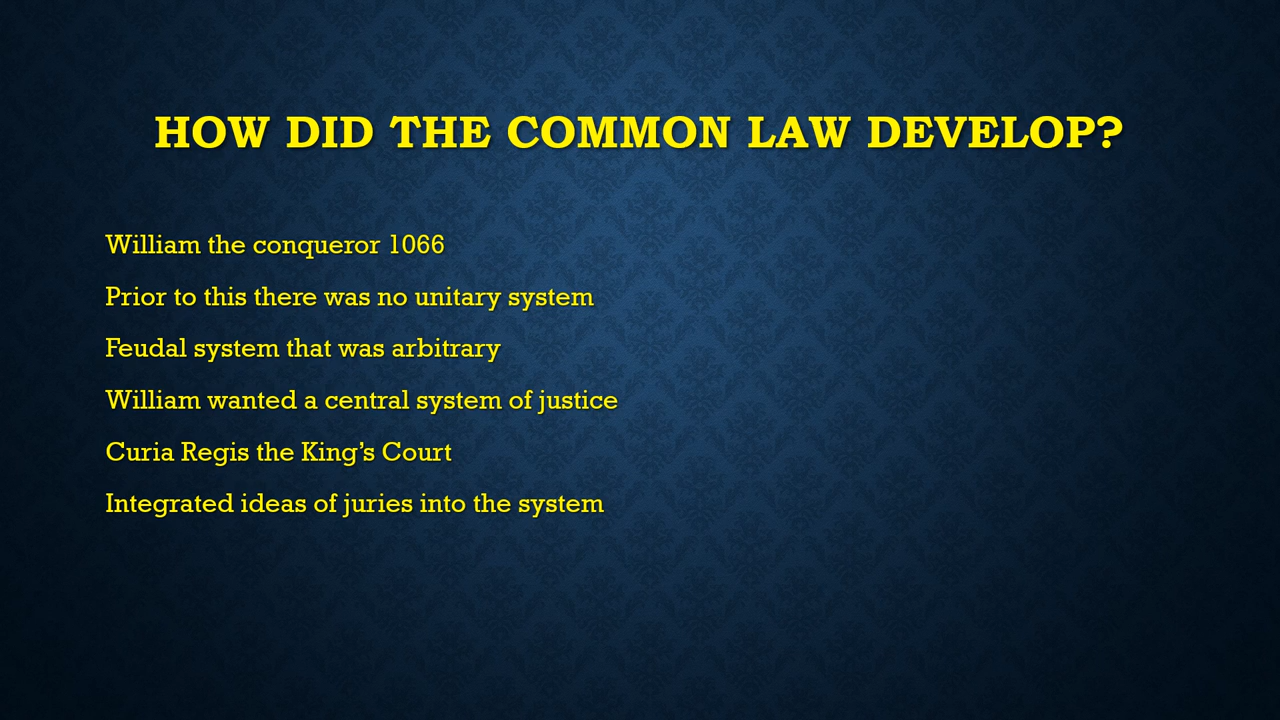 HOW DID THE COMMON LAW DEVELOP?
William the conqueror 1066
Prior to this there was no unitary system
Feudal system that was arbitrary
William wanted a central system of justice
Curia Regis the King’s Court
Integrated ideas of juries into the system